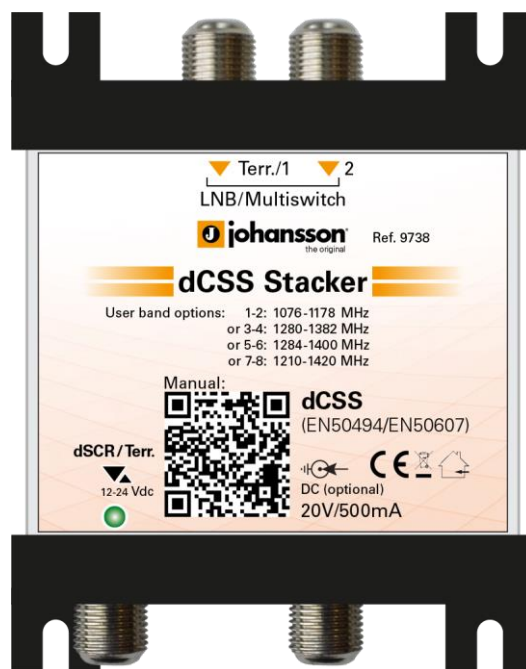 Terr./1 2
LNB/Multiswitch
J johansson
the original
Ref. 9738
dCSS Stacker
User band options: 1-2: 1076-1178 MHz
or 3-4: 1280-1382 MHz
or 5-6: 1284-1400 MHz
or 7-8: 1210-1420 MHz
Manual:
dCSS
(EN50494/EN50607)
dSCR/Terr.
12-24 Vdc
CE
DC (optional)
20V/500mA